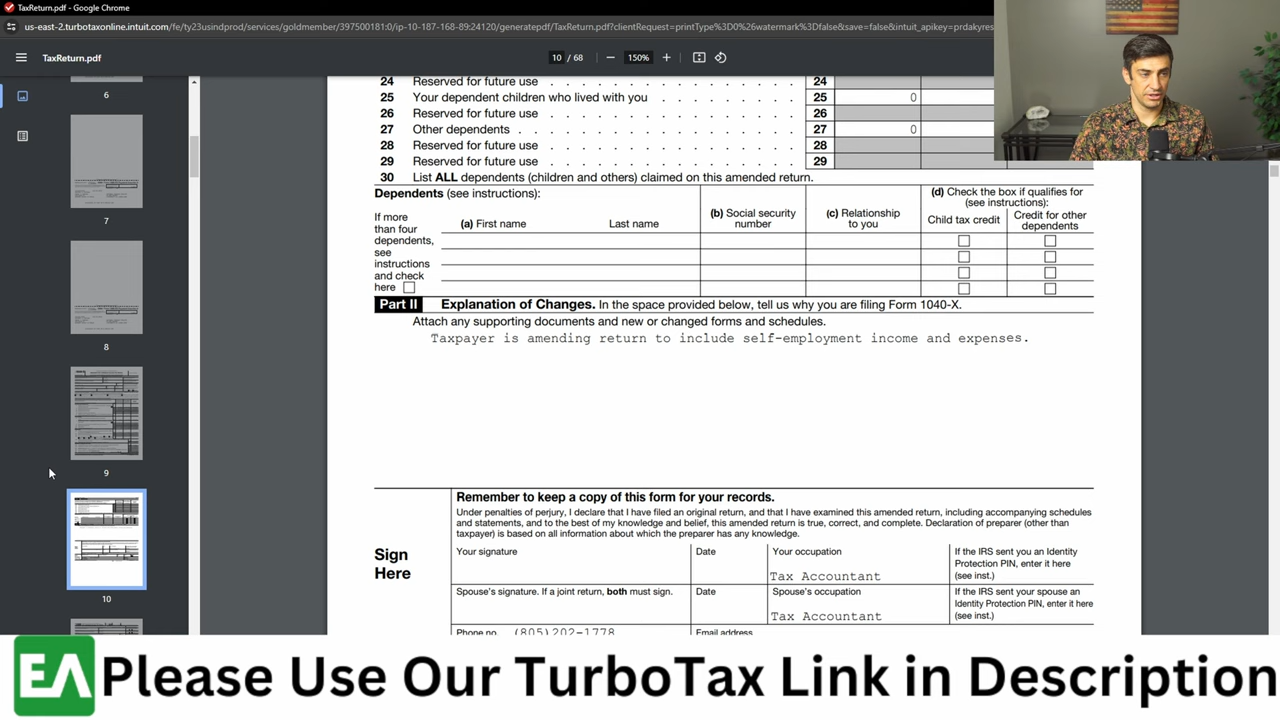 TaxReturn.pdf - Google Chrome
us-east-2.turbotaxonline.intuit.com/fe/ty23usindprod/services/goldmember/397500181:0/ip-10-187-168-89:24120/generatepdf/TaxReturn.pdf?clientRequest=printType%3D0%26watermark%3Dfalse&save=false&intuit_apikey=prdakyres
TaxReturn.pdf
10 / 68
150%
6
7
8
9
10
24 Reserved for future use 24
25 Your dependent children who lived with you 25 0
26 Reserved for future use 26
27 Other dependents 27 0
28 Reserved for future use 28
29 Reserved for future use 29
30 List ALL dependents (children and others) claimed on this amended return.
Dependents (see instructions):
If more than four dependents, see instructions and check here
(a) First name Last name
(b) Social security number
(c) Relationship to you
(d) Check the box if qualifies for (see instructions):
Child tax credit
Credit for other dependents
Part II Explanation of Changes. In the space provided below, tell us why you are filing Form 1040-X.
Attach any supporting documents and new or changed forms and schedules.
Taxpayer is amending return to include self-employment income and expenses.
Sign Here
Remember to keep a copy of this form for your records.
Under penalties of perjury, I declare that I have filed an original return, and that I have examined this amended return, including accompanying schedules
and statements, and to the best of my knowledge and belief, this amended return is true, correct, and complete. Declaration of preparer (other than
taxpayer) is based on all information about which the preparer has any knowledge.
Your signature
Date
Your occupation
Tax Accountant
If the IRS sent you an Identity
Protection PIN, enter it here
(see inst.)
Spouse's signature. If a joint return, both must sign.
Date
Spouse's occupation
Tax Accountant
If the IRS sent your spouse an
Identity Protection PIN, enter it here
(see inst.)
Phone no. (805)202-1778
Email address
EA Please Use Our TurboTax Link in Description